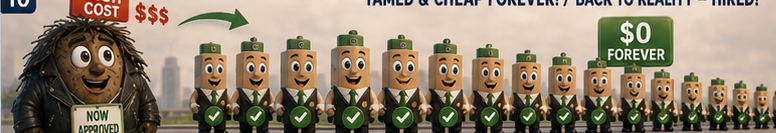 10
COST
$$$
TAMED & CHEAP FOREVER! / BACK TO REALITY – HIRED!
$0
FOREVER
NOW
APPROVED